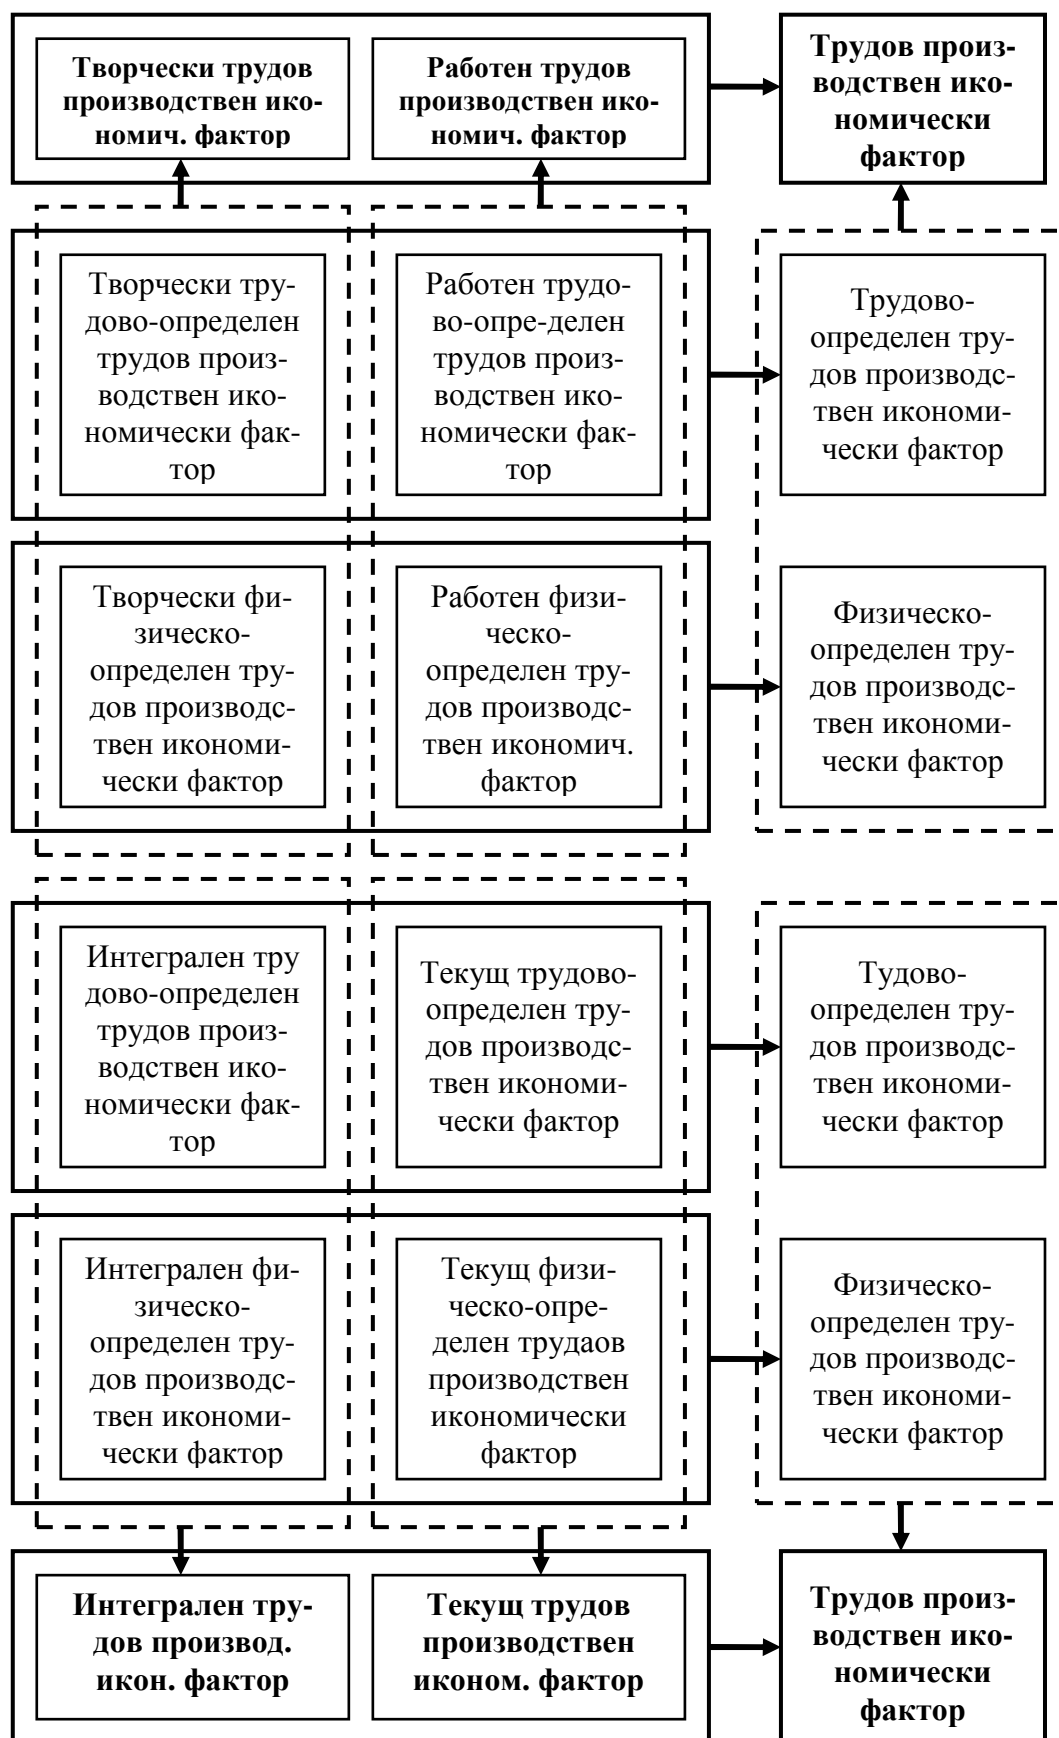 Творчески трудов
производствен ико-
номич. фактор
Работен трудов
производствен ико-
номич. фактор
Трудов произ-
водствен ико-
номически
фактор
Творчески тру-
дово-определен
трудов произ-
водствен ико-
номически фак-
тор
Работен трудо-
во-опре-делен
трудов произ-
водствен ико-
номически фак-
тор
Трудово-
определен тру-
дов производс-
твен икономи-
чески фактор
Творчески фи-
зическо-
определен тру-
дов производс-
твен икономи-
чески фактор
Работен физи-
ческо-
определен тру-
дов производс-
твен икономич.
фактор
Физическо-
определен тру-
дов производс-
твен икономи-
чески фактор
Интегрален тру
дово-определен
трудов произ-
водствен ико-
номически фак-
тор
Текущ трудово-
определен тру-
дов производс-
твен икономи-
чески фактор
Тудово-
определен тру-
дов производс-
твен икономи-
чески фактор
Интегрален фи-
зическо-
определен тру-
дов производс-
твен икономи-
чески фактор
Текущ физи-
ческо-опре-
делен трудаов
производствен
икономически
фактор
Физическо-
определен тру-
дов производс-
твен икономи-
чески фактор
Интегрален тру-
дов производ.
икон. фактор
Текущ трудов
производствен
иконом. фактор
Трудов произ-
водствен ико-
номически
фактор